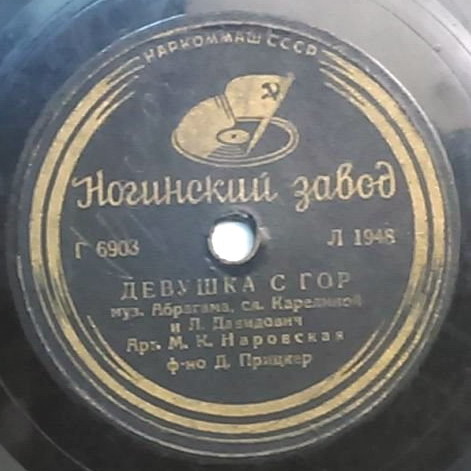 НАРКОММАШ СССР
Ногинский завод
Г 6903 Л 1948
ДЕВУШКА С ГОР
муз. Абрагама, сл. Карелиной
и Л. Давидович
Арт. М. К. Наровская
ф-но Д. Прицкер